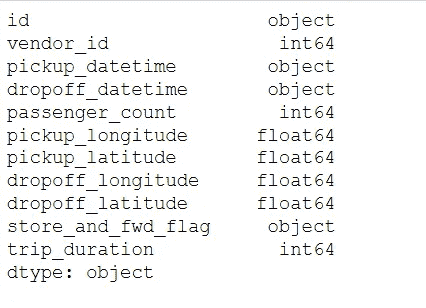 id                     object
vendor_id               int64
pickup_datetime        object
dropoff_datetime       object
passenger_count         int64
pickup_longitude      float64
pickup_latitude       float64
dropoff_longitude     float64
dropoff_latitude      float64
store_and_fwd_flag     object
trip_duration           int64
dtype: object